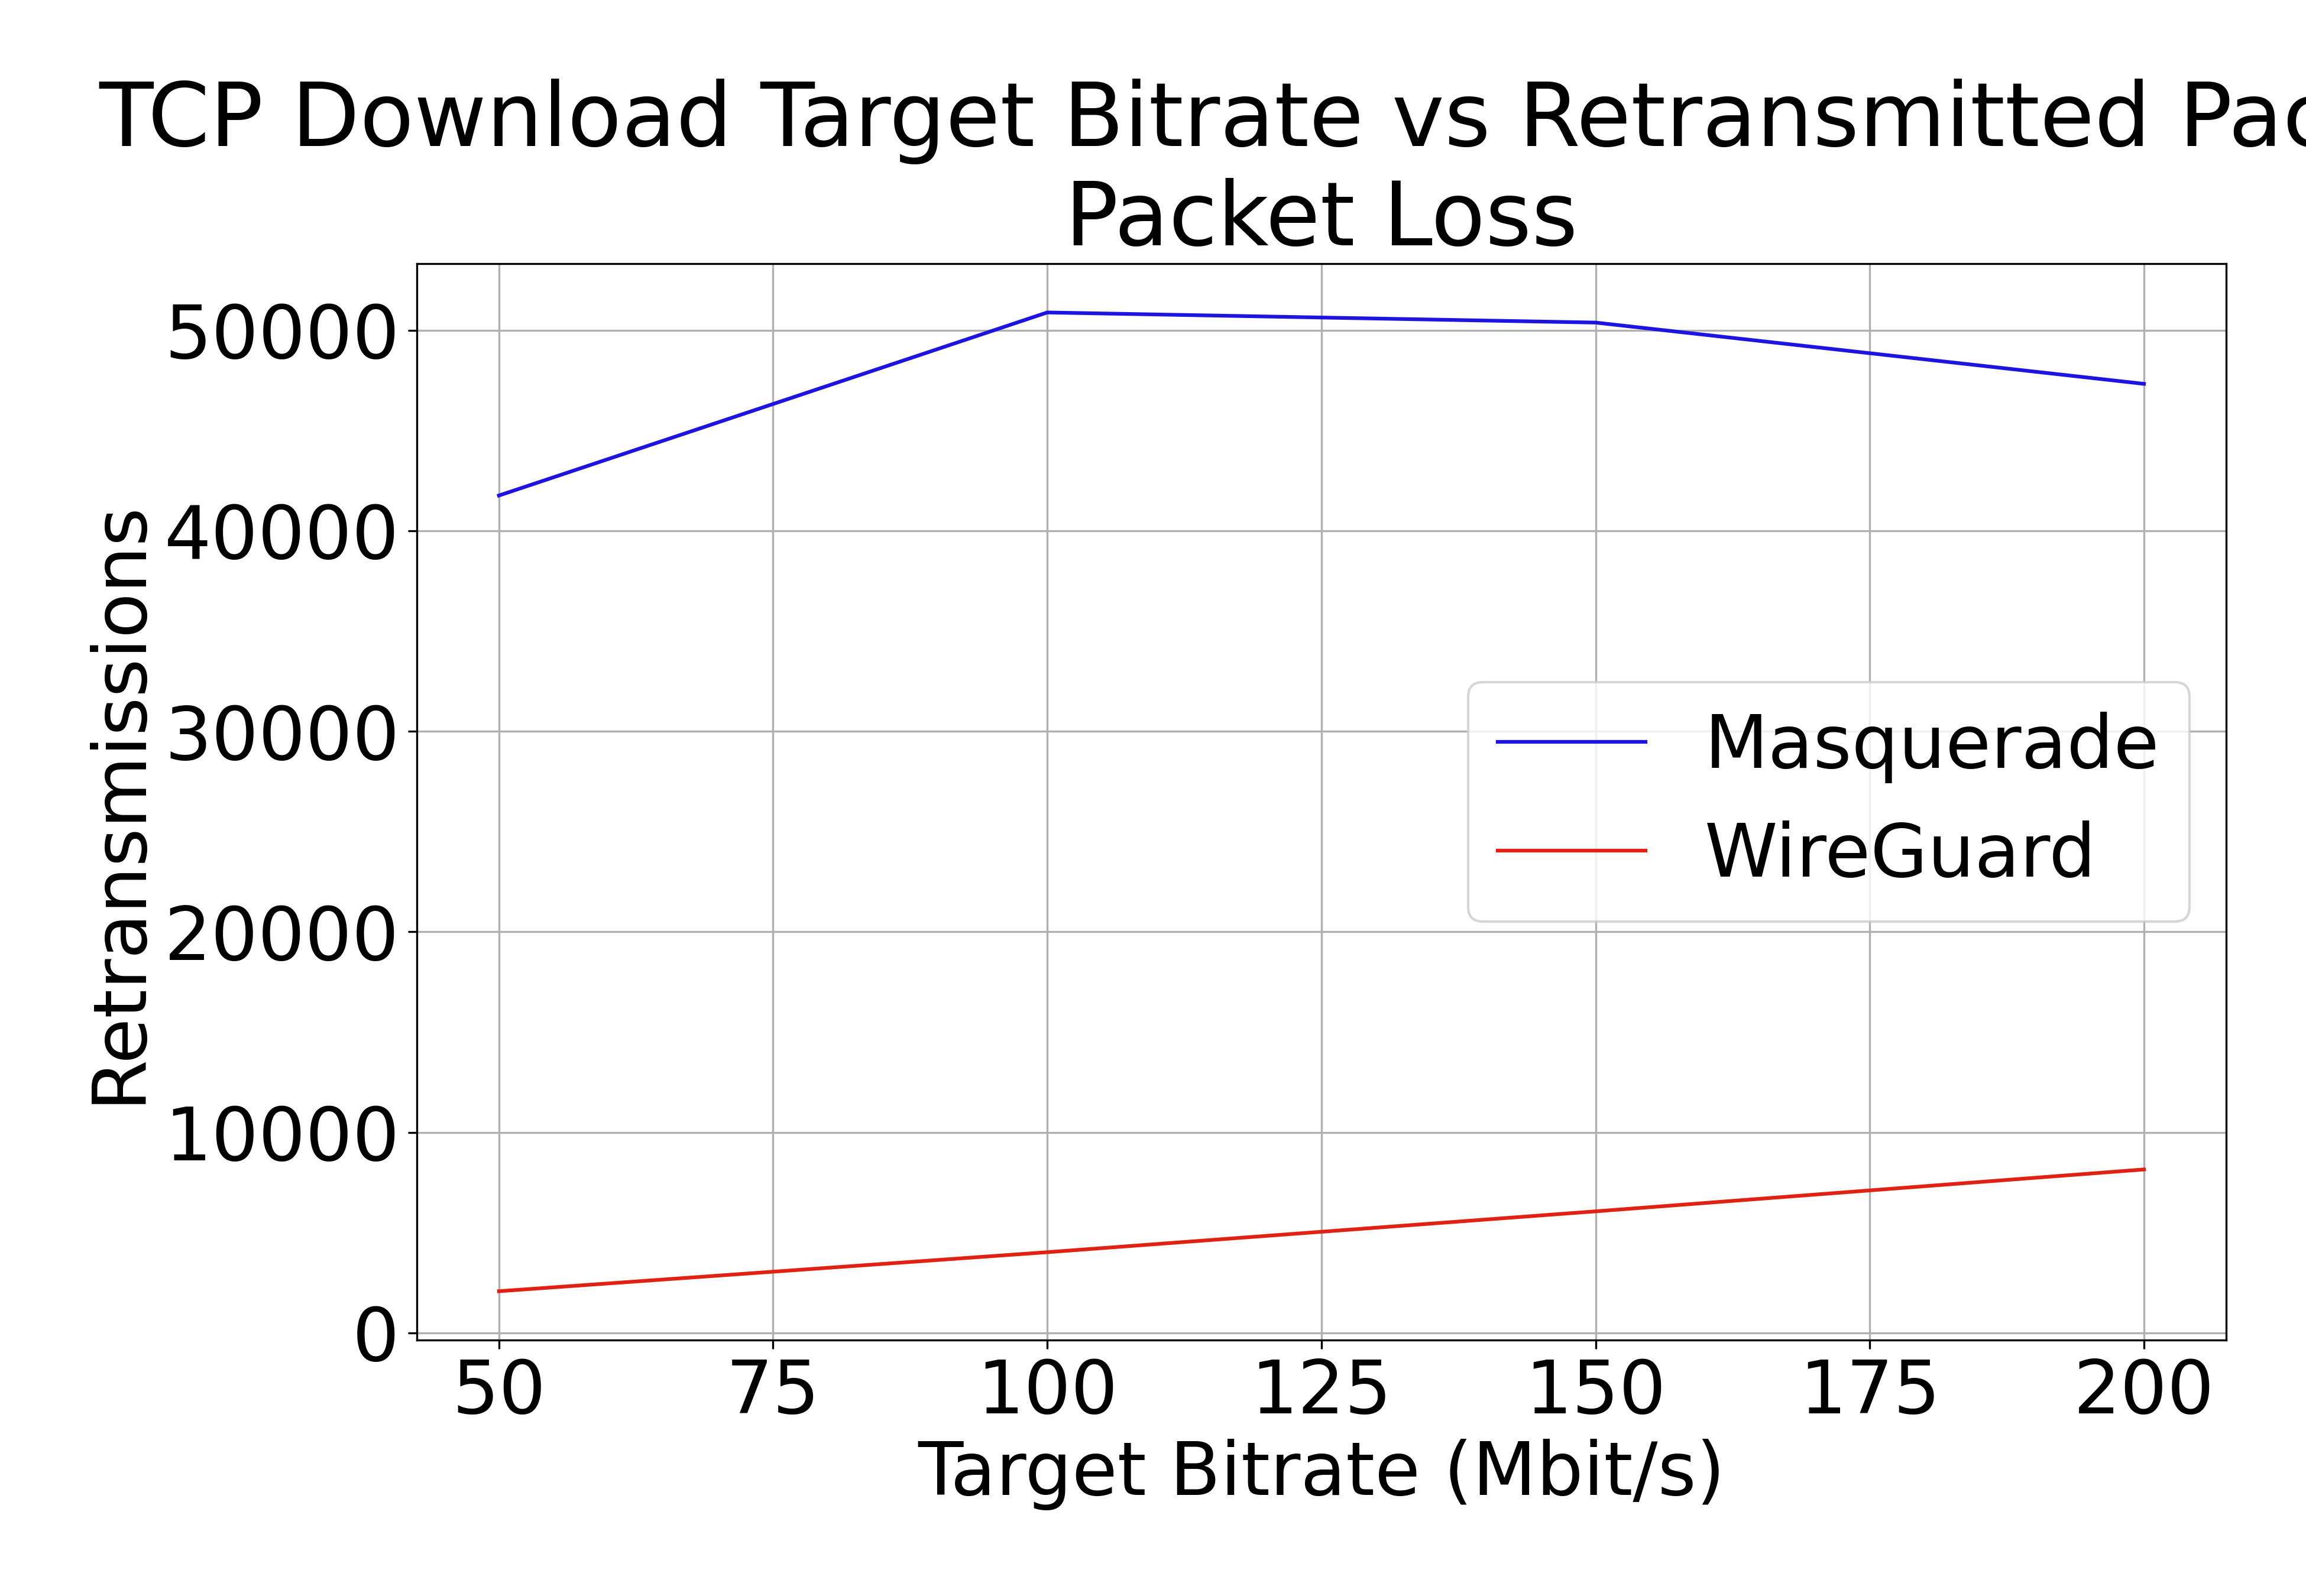 TCP Download Target Bitrate vs Retransmitted
Packet Loss
50000
40000
30000
20000
10000
0
Retransmissions
Masquerade
WireGuard
50 75 100 125 150 175 200
Target Bitrate (Mbit/s)